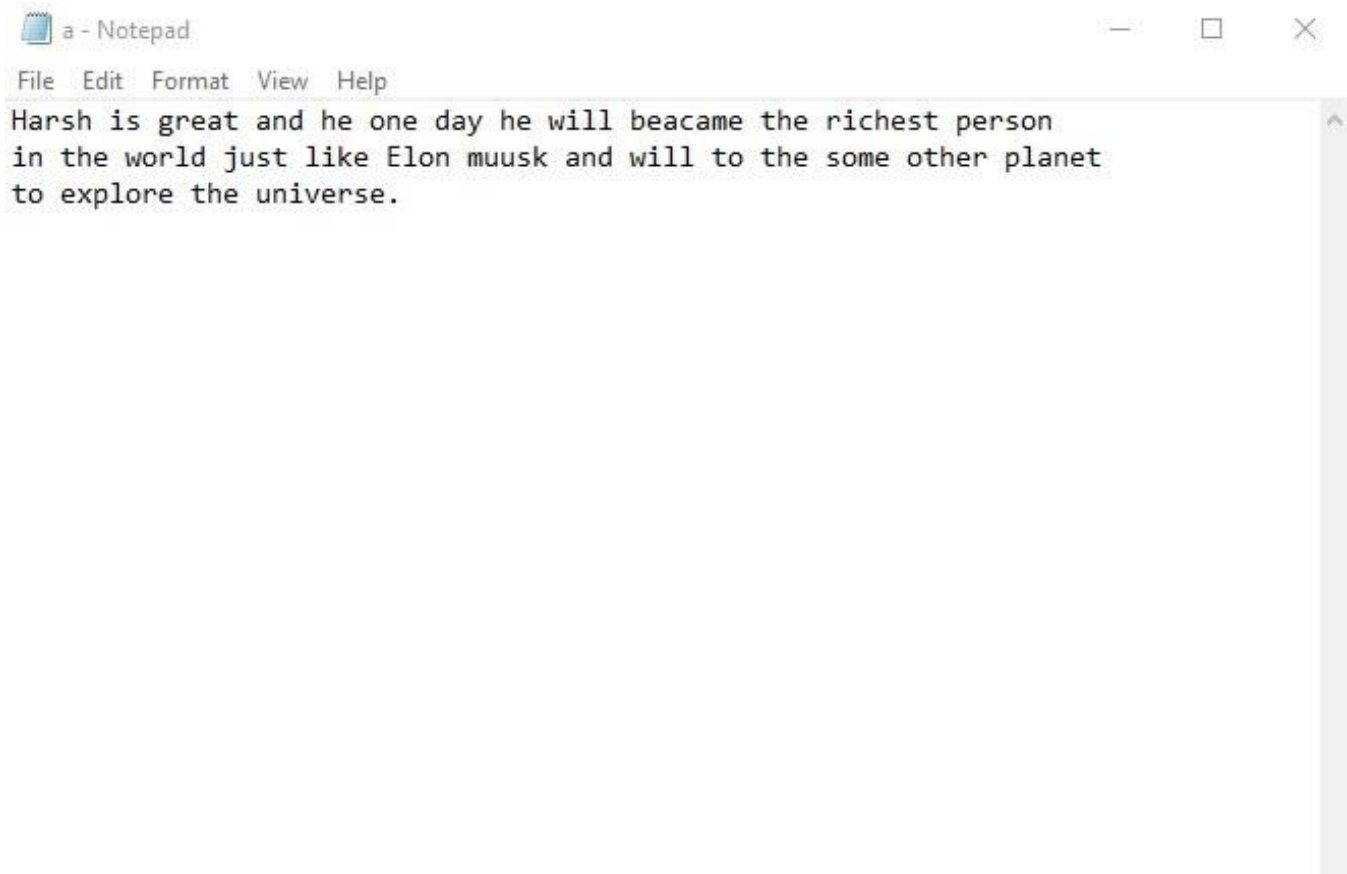 a - Notepad
File Edit Format View Help
Harsh is great and he one day he will beacame the richest person
in the world just like Elon muusk and will to the some other planet
to explore the universe.